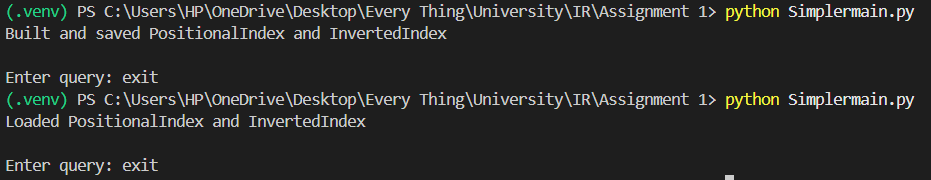 (.venv) PS C:\Users\HP\OneDrive\Desktop\Every Thing\University\IR\Assignment 1> python Simplermain.py
Built and saved PositionalIndex and InvertedIndex
Enter query: exit
(.venv) PS C:\Users\HP\OneDrive\Desktop\Every Thing\University\IR\Assignment 1> python Simplermain.py
Loaded PositionalIndex and InvertedIndex
Enter query: exit